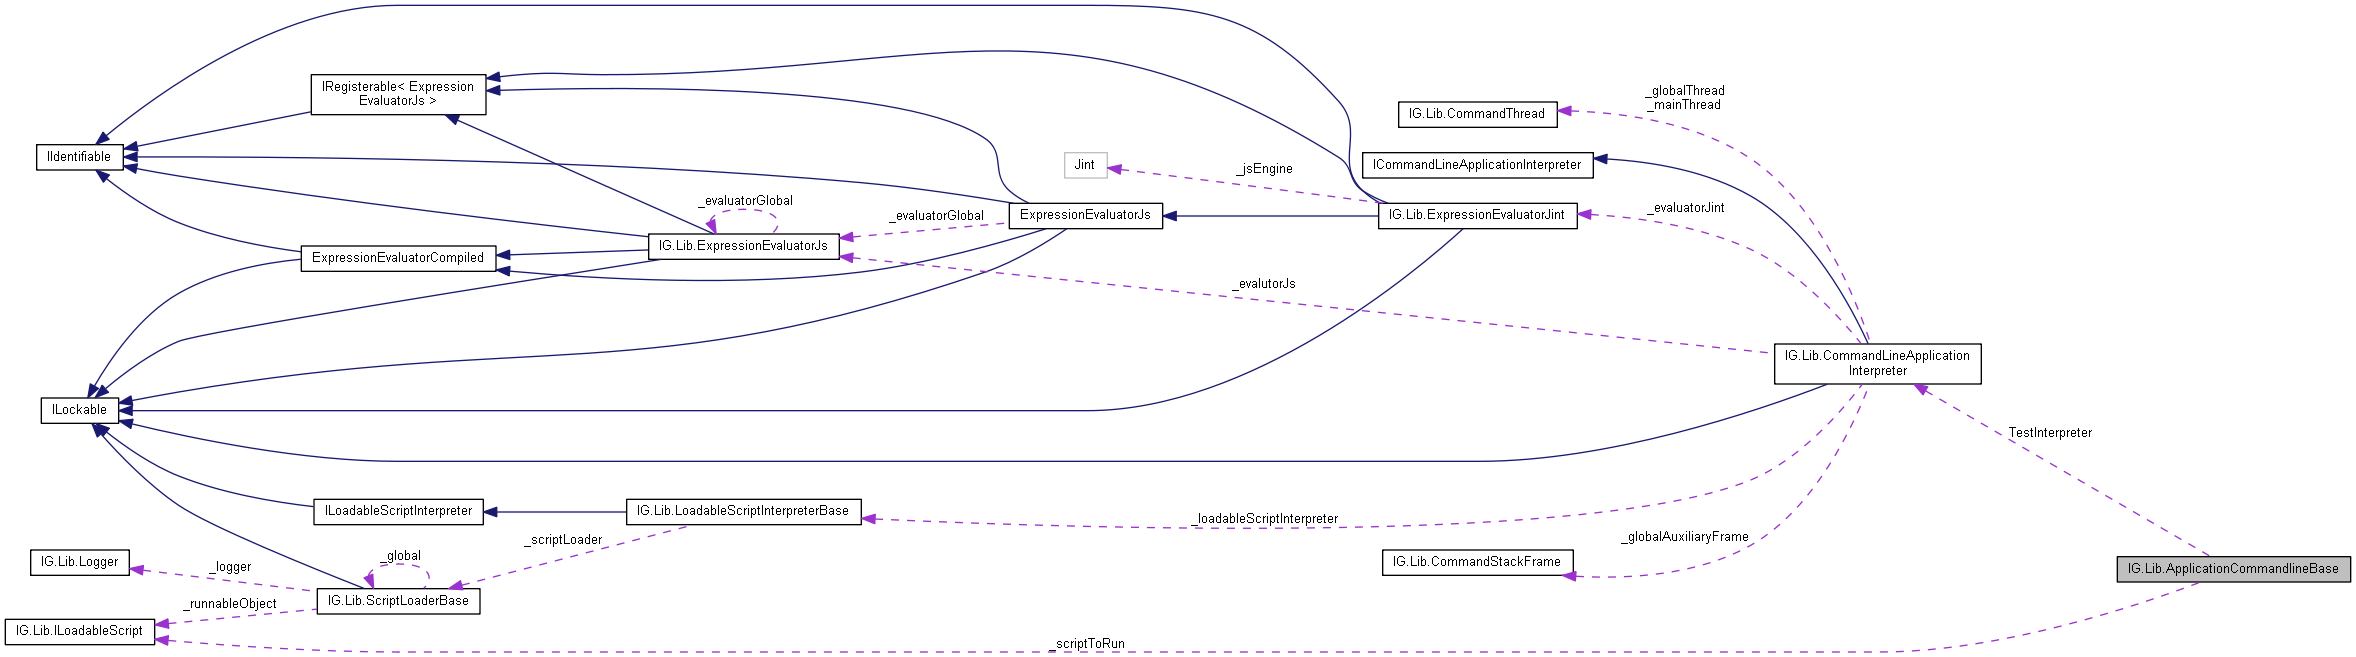 IRegisterable< Expression
EvaluatorJs >
_globalThread
_mainThread
IG.Lib.CommandThread
IIdentifiable
Jint
_jsEngine
ICommandLineApplicationInterpreter
_evaluatorGlobal
_evaluatorGlobal
ExpressionEvaluatorJs
IG.Lib.ExpressionEvaluatorJint
_evaluatorJint
IG.Lib.ExpressionEvaluatorJs
ExpressionEvaluatorCompiled
_evalutorJs
IG.Lib.CommandLineApplication
Interpreter
ILockable
TestInterpreter
ILoadableScriptInterpreter
IG.Lib.LoadableScriptInterpreterBase
_loadableScriptInterpreter
_scriptLoader
_globalAuxiliaryFrame
_global
IG.Lib.Logger
_logger
IG.Lib.CommandStackFrame
IG.Lib.ApplicationCommandlineBase
_runnableObject
IG.Lib.ScriptLoaderBase
IG.Lib.ILoadableScript
_scriptToRun